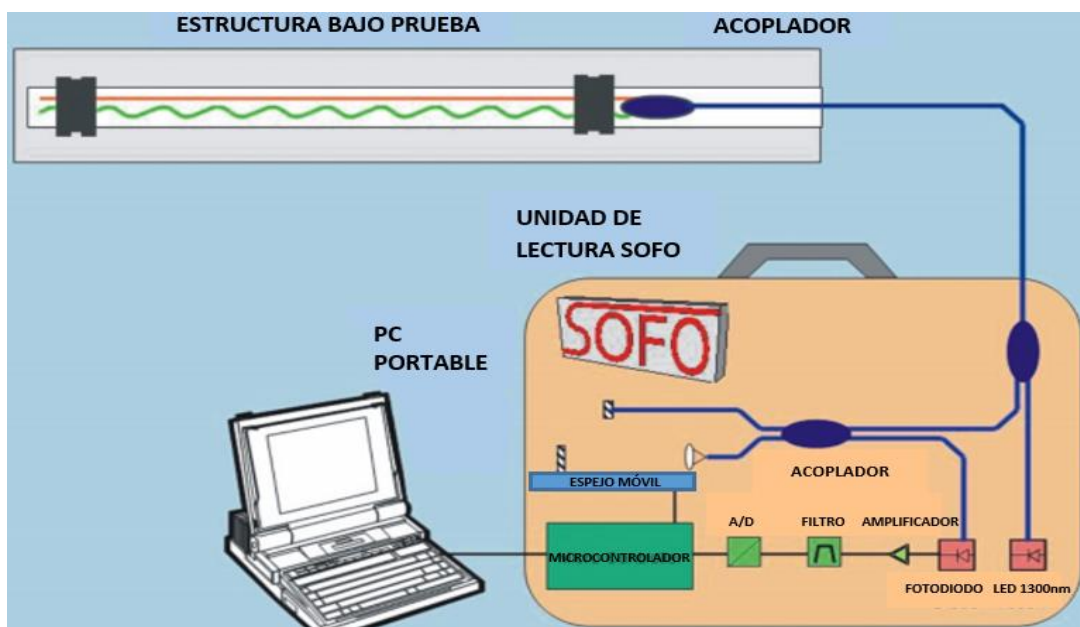 ESTRUCTURA BAJO PRUEBA
ACOPLADOR
UNIDAD DE
LECTURA SOFO
SOFO
PC
PORTABLE
ESPEJO MÓVIL
ACOPLADOR
A/D
FILTRO
AMPLIFICADOR
MICROCONTROLADOR
FOTODIODO
LED 1300nm